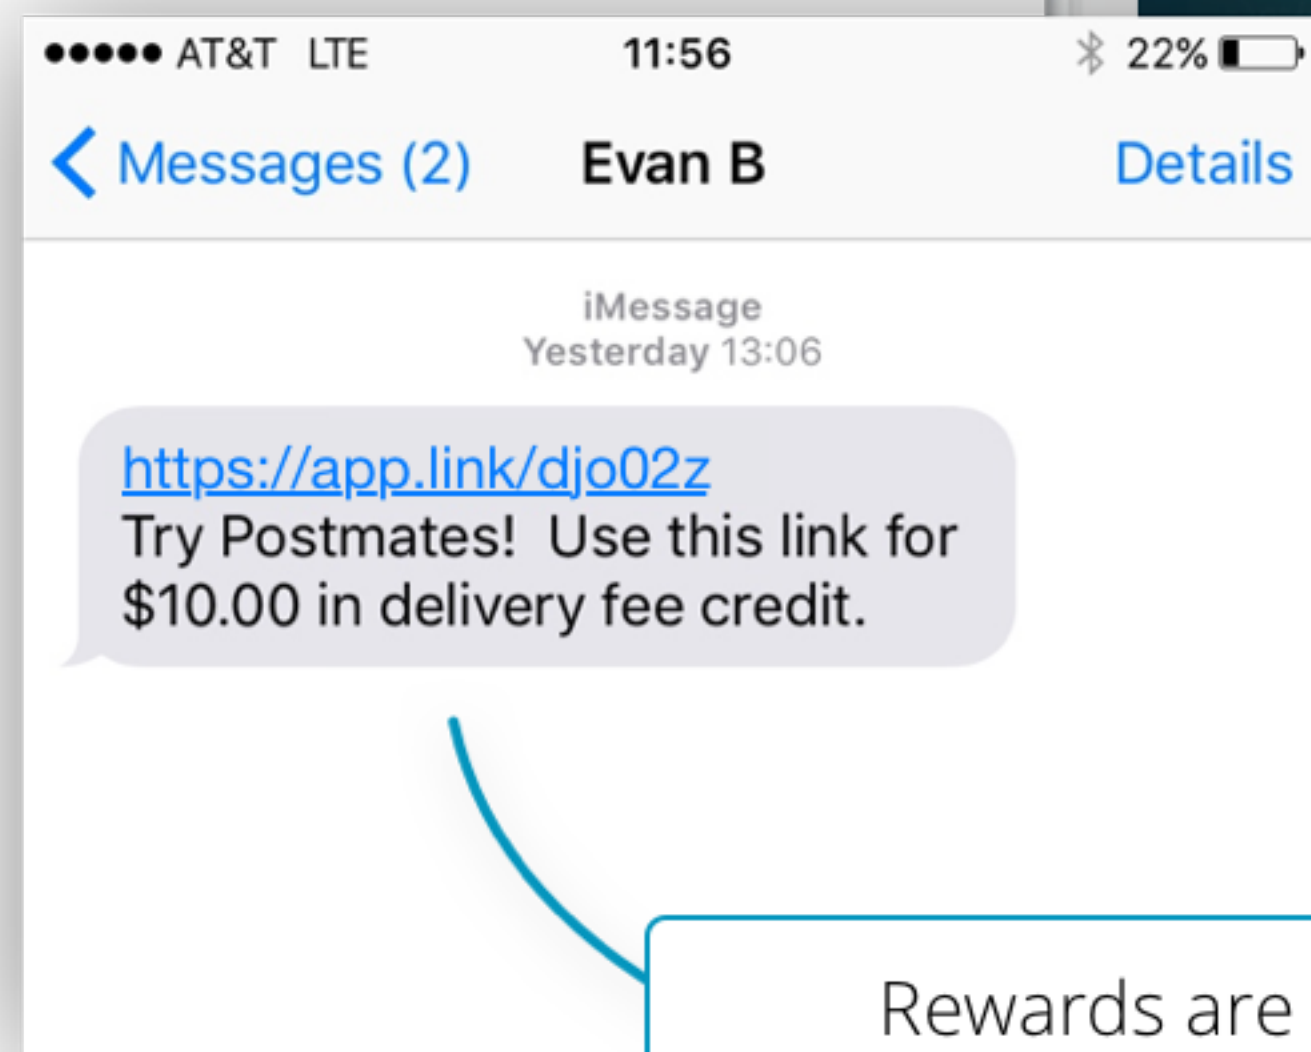 AT&T LTE 11:56 22%
Messages (2) Evan B Details
iMessage
Yesterday 13:06
https://app.link/djo02z
Try Postmates!  Use this link for
$10.00 in delivery fee credit.
Rewards are